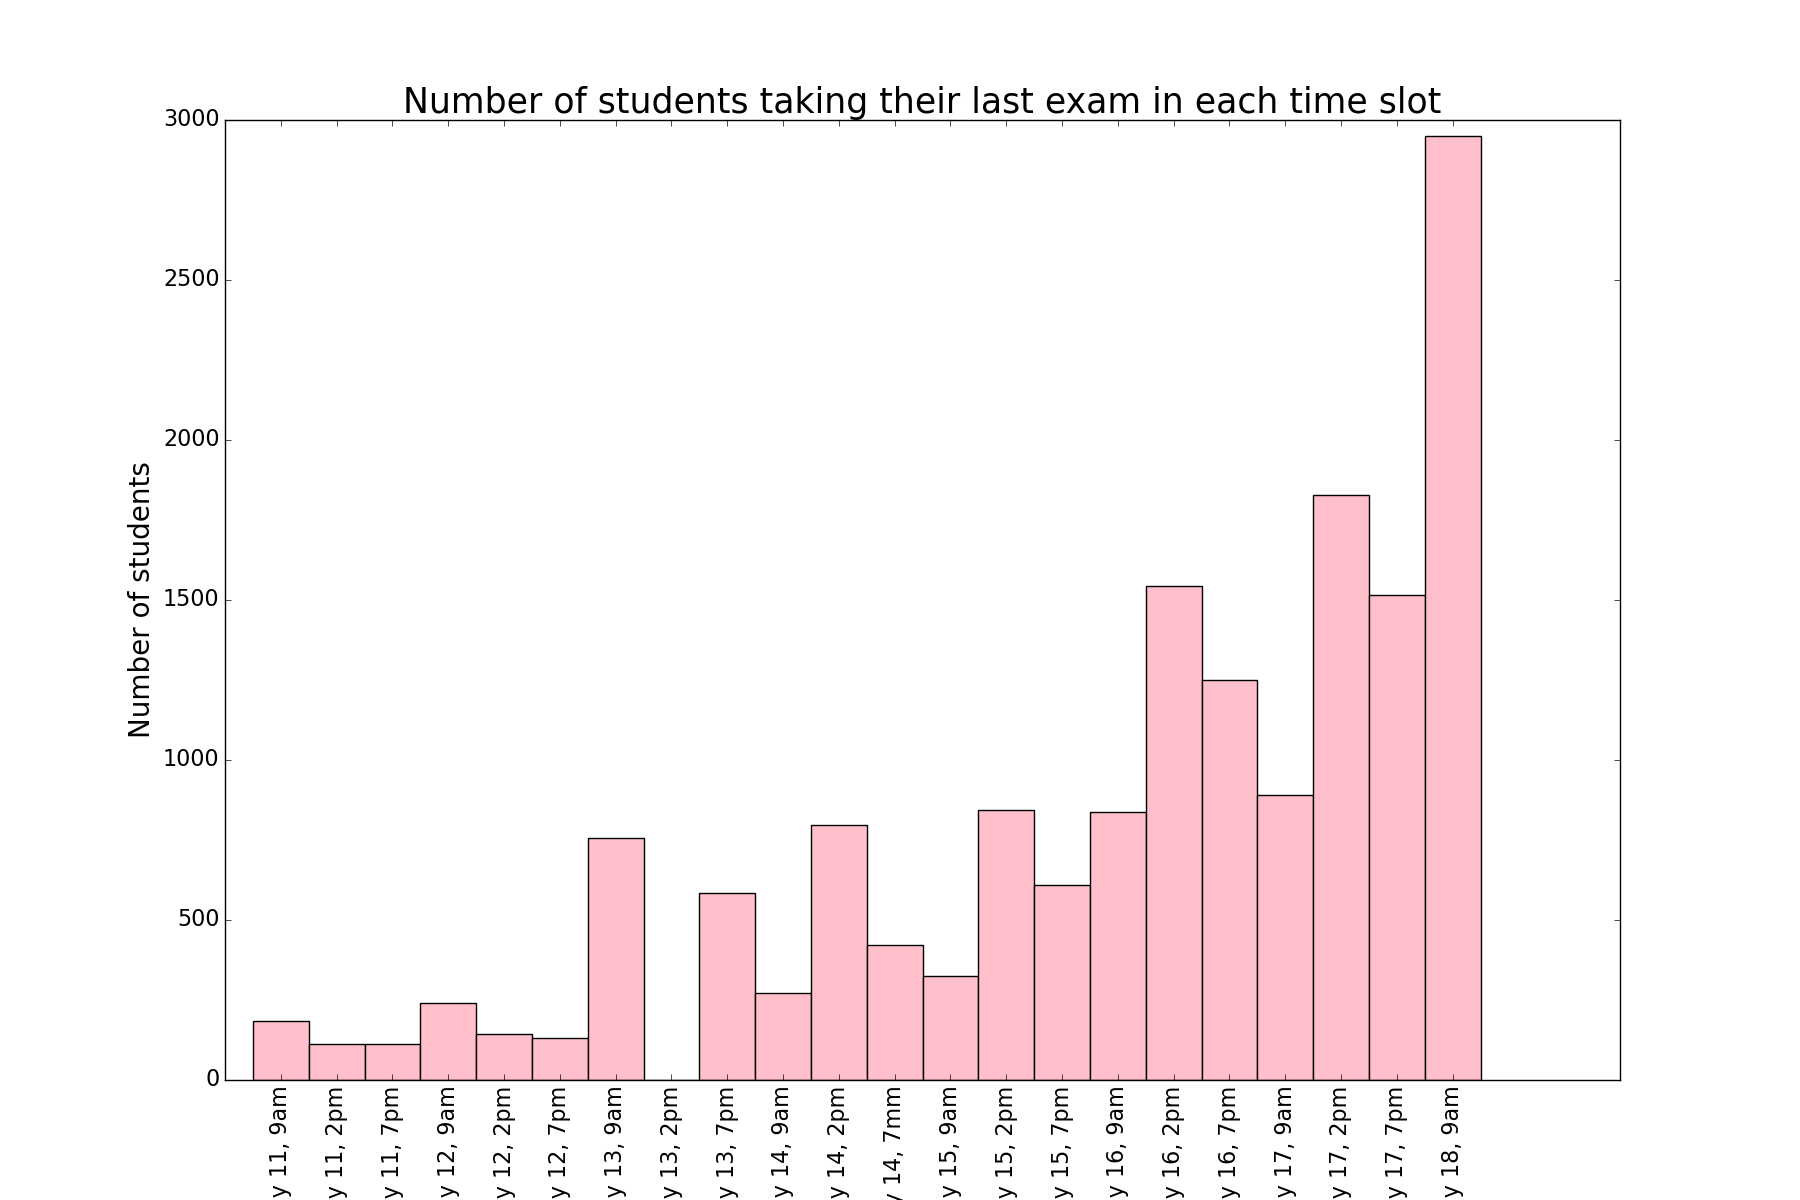 Number of students taking their last exam in each time slot
3000
2500
2000
1500
1000
500
0
Number of students
y 11, 9am
y 11, 2pm
y 11, 7pm
y 12, 9am
y 12, 2pm
y 12, 7pm
y 13, 9am
y 13, 2pm
y 13, 7pm
y 14, 9am
y 14, 2pm
y 14, 7mm
y 15, 9am
y 15, 2pm
y 15, 7pm
y 16, 9am
y 16, 2pm
y 16, 7pm
y 17, 9am
y 17, 2pm
y 17, 7pm
y 18, 9am